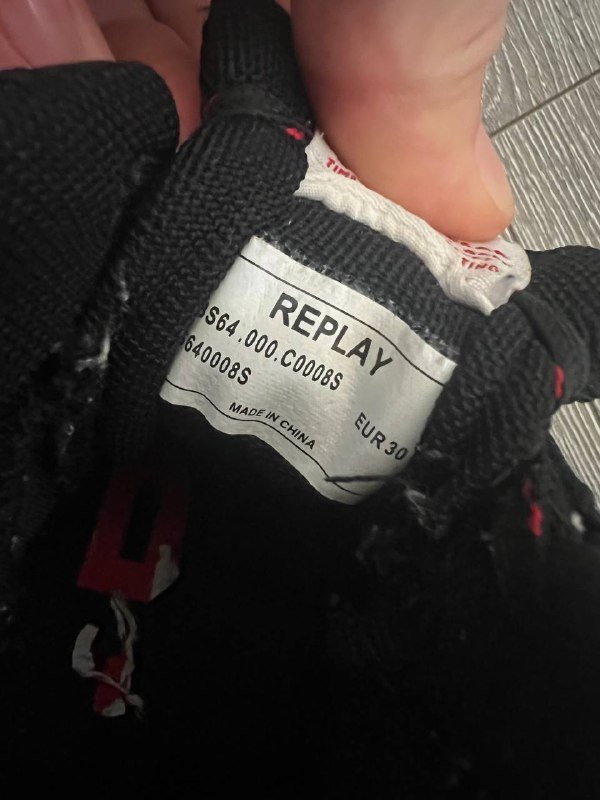 REPLAY
S64.000.C0008S
640008S
EUR 30
MADE IN CHINA